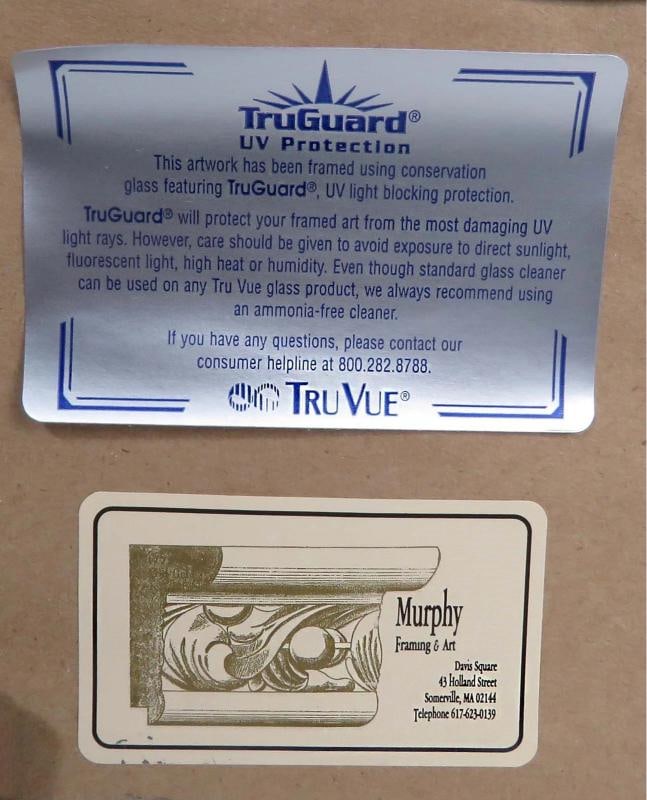 TruGuard®
UV Protection
This artwork has been framed using conservation
glass featuring TruGuard®, UV light blocking protection.
TruGuard® will protect your framed art from the most damaging UV
light rays. However, care should be given to avoid exposure to direct sunlight,
fluorescent light, high heat or humidity. Even though standard glass cleaner
can be used on any Tru Vue glass product, we always recommend using
an ammonia-free cleaner.
If you have any questions, please contact our
consumer helpline at 800.282.8788.
TRU VUE®
Murphy
Framing & Art
Davis Square
43 Holland Street
Somerville, MA 02144
Telephone 617-623-0139